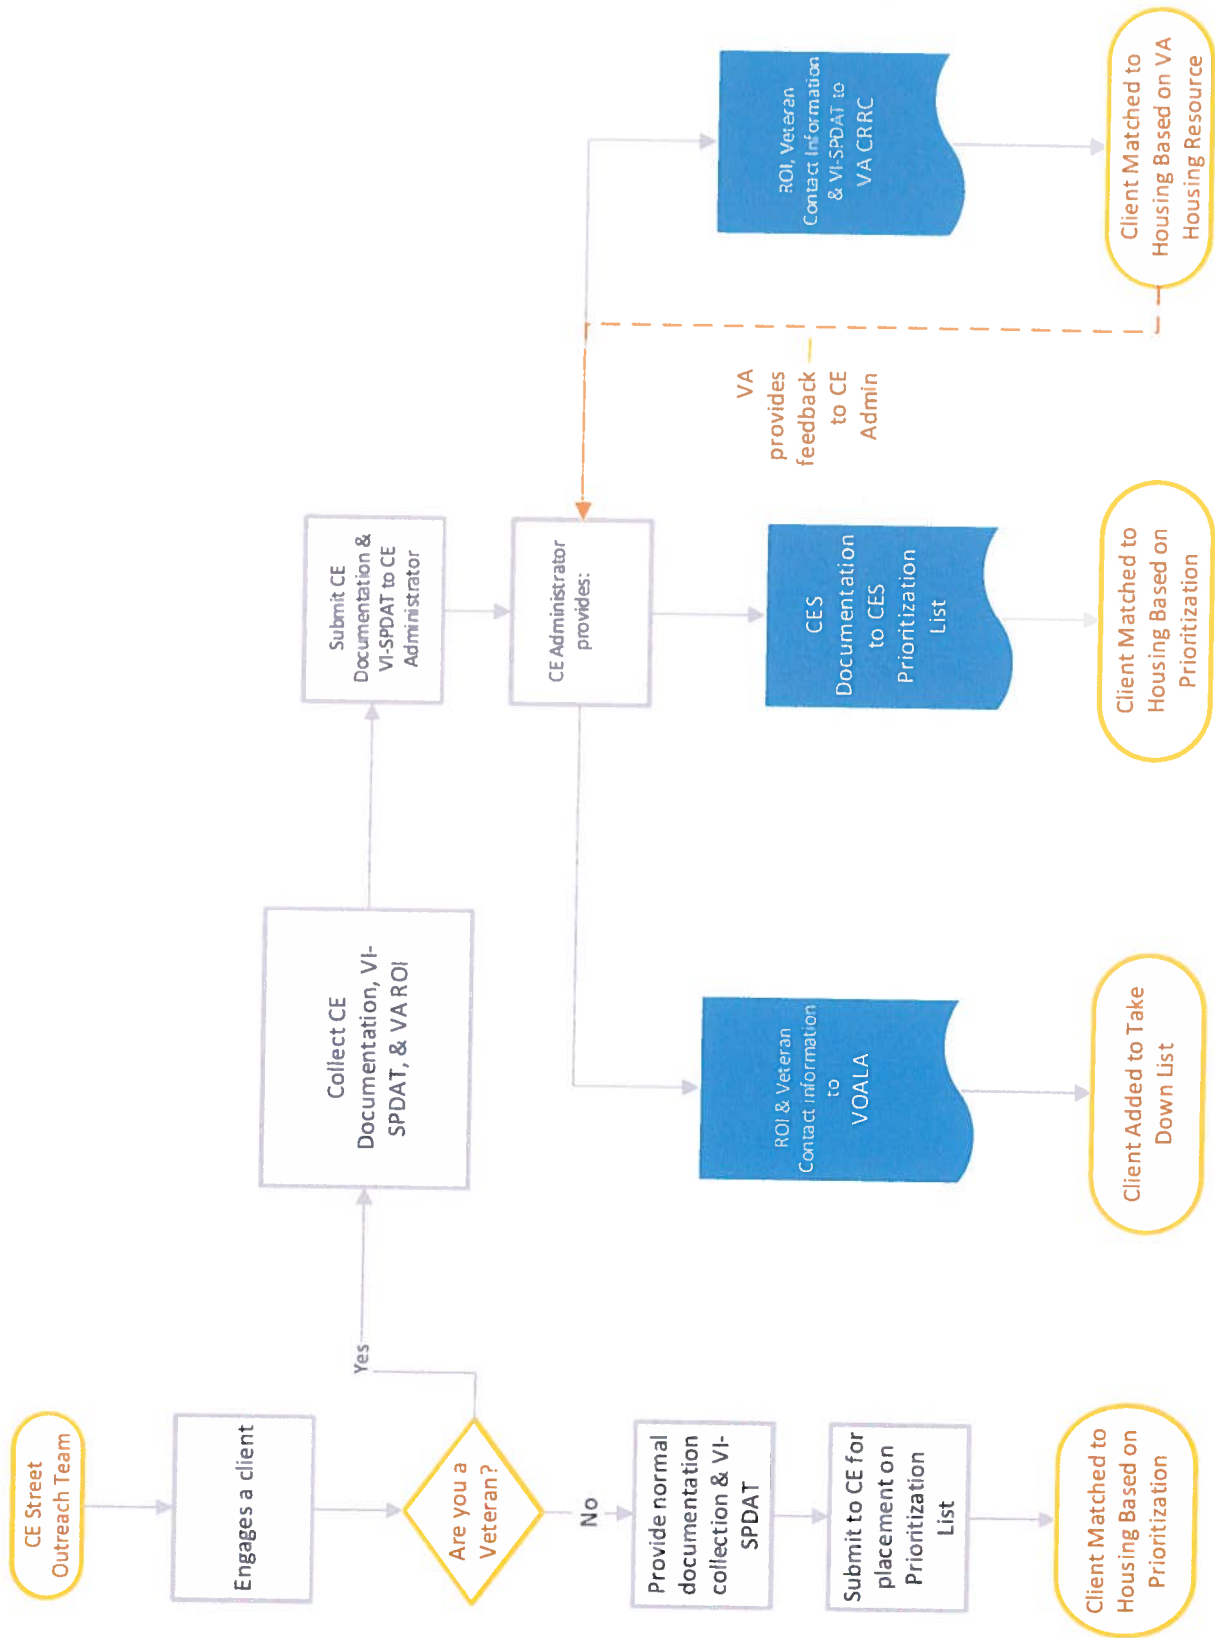 CE Street
Outreach Team
Engages a client
Are you a
Veteran?
Yes
No
Provide normal
documentation
collection & VI-
SPDAT
Submit to CE for
placement on
Prioritization
List
Client Matched to
Housing Based on
Prioritization
Collect CE
Documentation, VI-
SPDAT, & VA ROI
Submit CE
Documentation &
VI-SPDAT to CE
Administrator
CE Administrator
provides:
ROI & Veteran
Contact information
to
VOALA
Client Added to Take
Down List
CES
Documentation
to CES
Prioritization
List
Client Matched to
Housing Based on
Prioritization
VA
provides
feedback
to CE
Admin
ROI, Veteran
Contact Information
& VI-SPDAT to
VA CRRC
Client Matched to
Housing Based on VA
Housing Resource